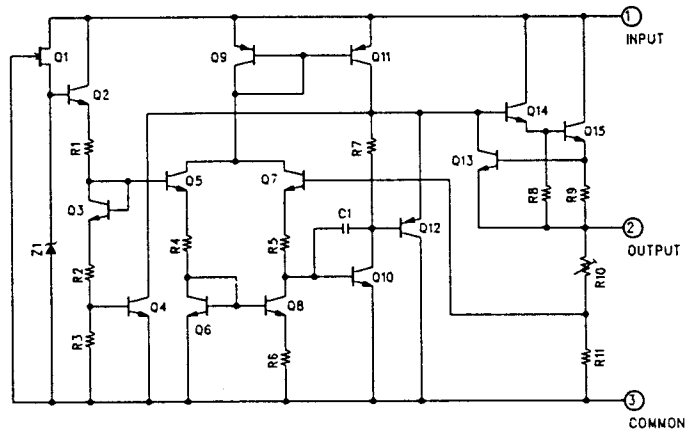 1
INPUT
Q1
Q9
Q11
Q2
Q14
Q15
R1
R7
Q13
Q5
Q7
Q3
R8
R9
C1
2
OUTPUT
Z1
R4
R5
Q12
R2
Q10
R10
Q4
Q6
Q8
R3
R6
R11
3
COMMON